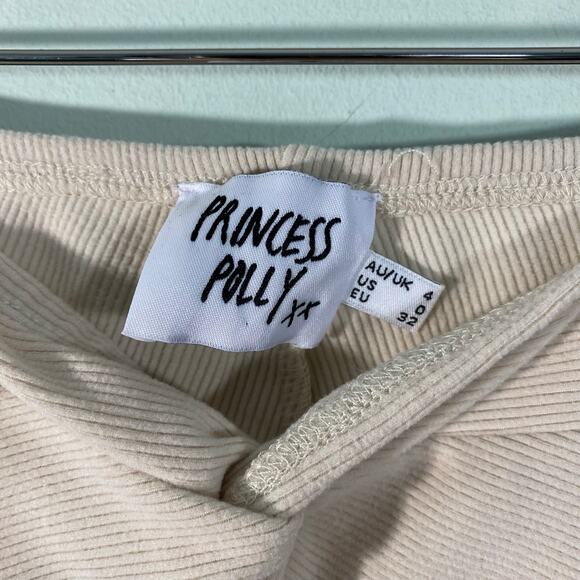 PRINCESS
POLLY xx
AU/UK 4
US 0
EU 32